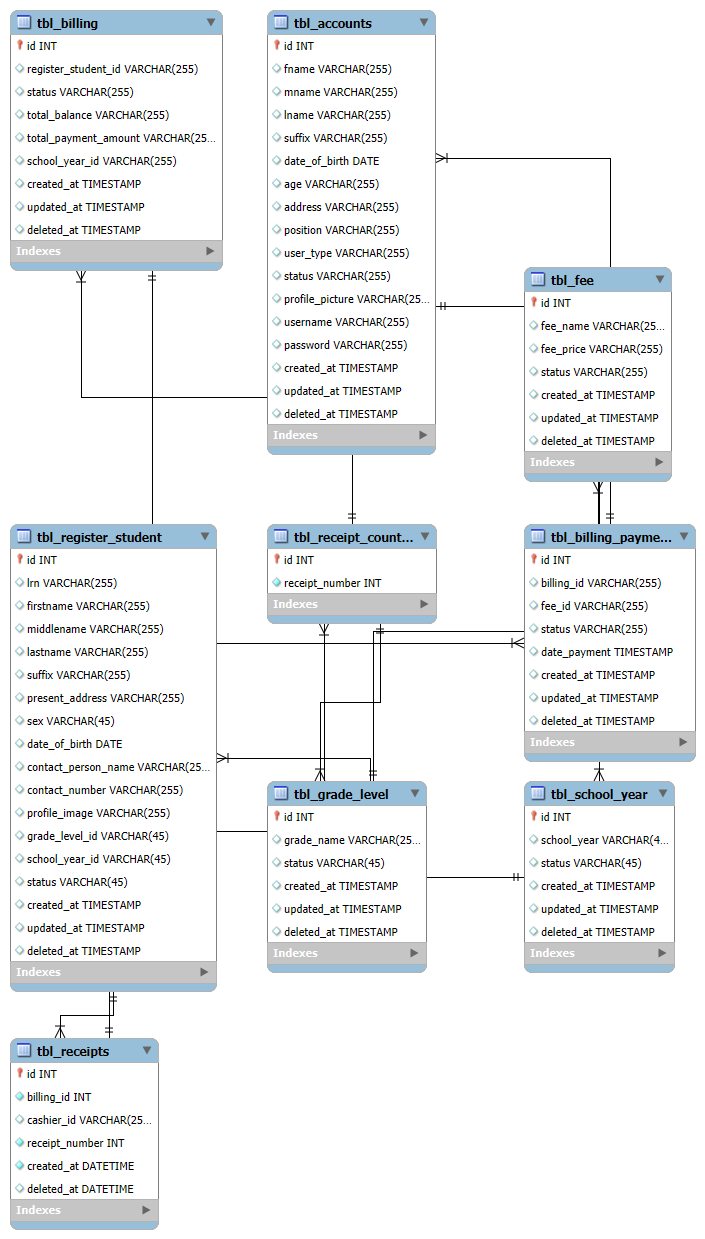 tbl_billing
id INT
register_student_id VARCHAR(255)
status VARCHAR(255)
total_balance VARCHAR(255)
total_payment_amount VARCHAR(25...
school_year_id VARCHAR(255)
created_at TIMESTAMP
updated_at TIMESTAMP
deleted_at TIMESTAMP
Indexes
tbl_accounts
id INT
fname VARCHAR(255)
mname VARCHAR(255)
lname VARCHAR(255)
suffix VARCHAR(255)
date_of_birth DATE
age VARCHAR(255)
address VARCHAR(255)
position VARCHAR(255)
user_type VARCHAR(255)
status VARCHAR(255)
profile_picture VARCHAR(25...
username VARCHAR(255)
password VARCHAR(255)
created_at TIMESTAMP
updated_at TIMESTAMP
deleted_at TIMESTAMP
Indexes
tbl_fee
id INT
fee_name VARCHAR(25...
fee_price VARCHAR(255)
status VARCHAR(255)
created_at TIMESTAMP
updated_at TIMESTAMP
deleted_at TIMESTAMP
Indexes
tbl_register_student
id INT
lrn VARCHAR(255)
firstname VARCHAR(255)
middlename VARCHAR(255)
lastname VARCHAR(255)
suffix VARCHAR(255)
present_address VARCHAR(255)
sex VARCHAR(45)
date_of_birth DATE
contact_person_name VARCHAR(25...
contact_number VARCHAR(255)
profile_image VARCHAR(255)
grade_level_id VARCHAR(45)
school_year_id VARCHAR(45)
status VARCHAR(45)
created_at TIMESTAMP
updated_at TIMESTAMP
deleted_at TIMESTAMP
Indexes
tbl_receipt_count...
id INT
receipt_number INT
Indexes
tbl_billing_payme...
id INT
billing_id VARCHAR(255)
fee_id VARCHAR(255)
status VARCHAR(255)
date_payment TIMESTAMP
created_at TIMESTAMP
updated_at TIMESTAMP
deleted_at TIMESTAMP
Indexes
tbl_grade_level
id INT
grade_name VARCHAR(25...
status VARCHAR(45)
created_at TIMESTAMP
updated_at TIMESTAMP
deleted_at TIMESTAMP
Indexes
tbl_school_year
id INT
school_year VARCHAR(4...
status VARCHAR(45)
created_at TIMESTAMP
updated_at TIMESTAMP
deleted_at TIMESTAMP
Indexes
tbl_receipts
id INT
billing_id INT
cashier_id VARCHAR(25...
receipt_number INT
created_at DATETIME
deleted_at DATETIME
Indexes